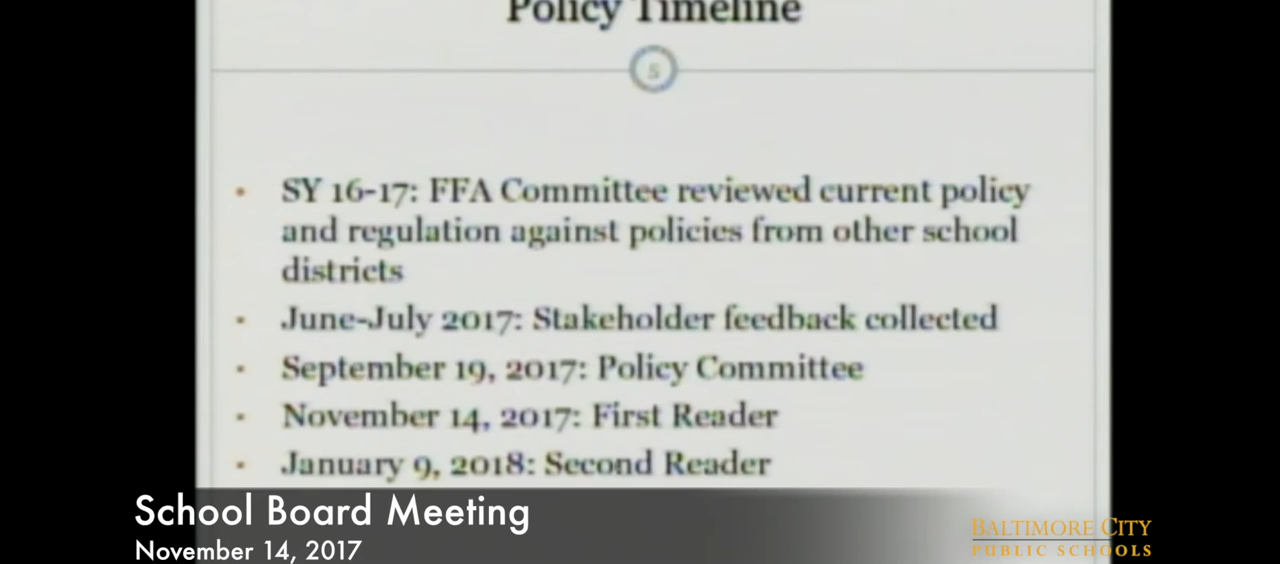 Policy Timeline
5
• SY 16-17: FFA Committee reviewed current policy
and regulation against policies from other school
districts
• June-July 2017: Stakeholder feedback collected
• September 19, 2017: Policy Committee
• November 14, 2017: First Reader
• January 9, 2018: Second Reader
School Board Meeting
November 14, 2017
BALTIMORE CITY
PUBLIC SCHOOLS